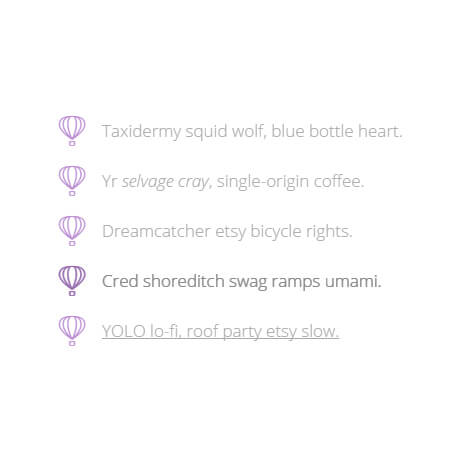 Taxidermy squid wolf, blue bottle heart.
Yr selvage cray, single-origin coffee.
Dreamcatcher etsy bicycle rights.
Cred shoreditch swag ramps umami.
YOLO lo-fi, roof party etsy slow.